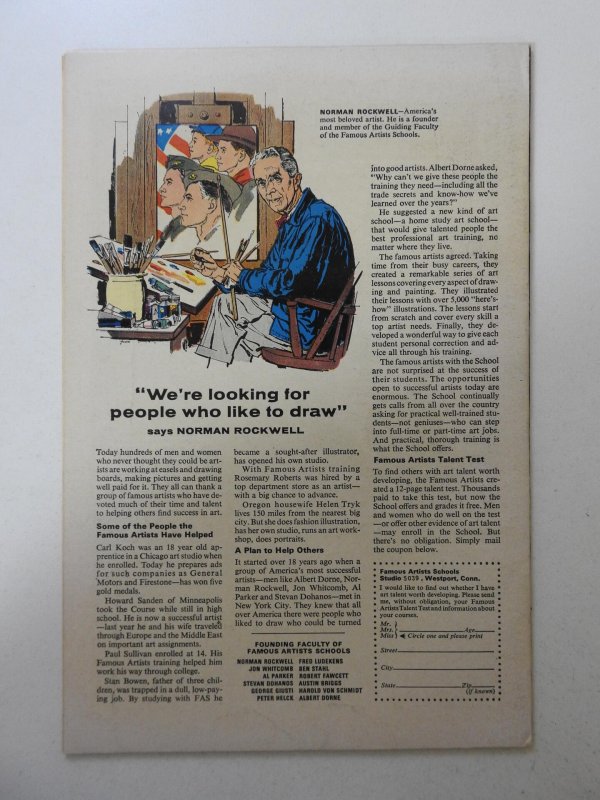 NORMAN ROCKWELL—America's
most beloved artist. He is a founder
and member of the Guiding Faculty
of the Famous Artists Schools.
"We're looking for
people who like to draw"
says NORMAN ROCKWELL
Today hundreds of men and women
who never thought they could be art-
ists are working at easels and drawing
boards, making pictures and getting
well paid for it. They all can thank a
group of famous artists who have de-
voted much of their time and talent
to helping others find success in art.
Some of the People the
Famous Artists Have Helped
Carl Koch was an 18 year old ap-
prentice in a Chicago art studio when
he enrolled. Today he prepares ads
for such companies as General
Motors and Firestone—has won five
gold medals.
Howard Sanden of Minneapolis
took the Course while still in high
school. He is now a successful artist
—last year he and his wife traveled
through Europe and the Middle East
on important art assignments.
Paul Sullivan enrolled at 14. His
Famous Artists training helped him
work his way through college.
Stan Bowen, father of three chil-
dren, was trapped in a dull, low-pay-
ing job. By studying with FAS he
became a sought-after illustrator,
has opened his own studio.
With Famous Artists training
Rosemary Roberts was hired by a
top department store as an artist—
with a big chance to advance.
Oregon housewife Helen Tryk
lives 150 miles from the nearest big
city. But she does fashion illustration,
has her own studio, runs an art work-
shop, does portraits.
A Plan to Help Others
It started over 18 years ago when a
group of America's most successful
artists—men like Albert Dorne, Nor-
man Rockwell, Jon Whitcomb, Al
Parker and Stevan Dohanos—met in
New York City. They knew that all
over America there were people who
liked to draw who could be turned
FOUNDING FACULTY OF
FAMOUS ARTISTS SCHOOLS
NORMAN ROCKWELL FRED LUDEKENS
JON WHITCOMB BEN STAHL
AL PARKER ROBERT FAWCETT
STEVAN DOHANOS AUSTIN BRIGGS
GEORGE GIUSTI HAROLD VON SCHMIDT
PETER HELCK ALBERT DORNE
into good artists. Albert Dorne asked,
"Why can't we give these people the
training they need—including all the
trade secrets and know-how we've
learned over the years?"
He suggested a new kind of art
school—a home study art school—
that would give talented people the
best professional art training, no
matter where they live.
The famous artists agreed. Taking
time from their busy careers, they
created a remarkable series of art
lessons covering every aspect of draw-
ing and painting. They illustrated
their lessons with over 5,000 "here's-
how" illustrations. The lessons start
from scratch and cover every skill a
top artist needs. Finally, they de-
veloped a wonderful way to give each
student personal correction and ad-
vice all through his training.
The famous artists with the School
are not surprised at the success of
their students. The opportunities
open to successful artists today are
enormous. The School continually
gets calls from all over the country
asking for practical well-trained stu-
dents—not geniuses—who can step
into full-time or part-time art jobs.
And practical, thorough training is
what the School offers.
Famous Artists Talent Test
To find others with art talent worth
developing, the Famous Artists cre-
ated a 12-page talent test. Thousands
paid to take this test, but now the
School offers and grades it free. Men
and women who do well on the test
—or offer other evidence of art talent
—may enroll in the School. But
there's no obligation. Simply mail
the coupon below.
Famous Artists Schools
Studio 5039, Westport, Conn.
I would like to find out whether I have
art talent worth developing. Please send
me, without obligation, your Famous
Artists Talent Test and information about
your courses.
Mr.
Mrs. Age
Miss Circle one and please print
Street
City
State Zip
(if known)